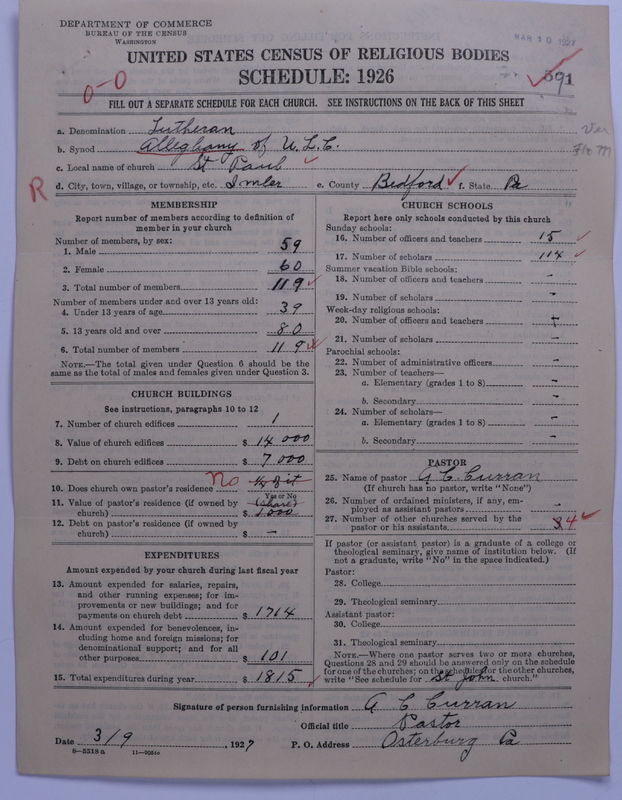 DEPARTMENT OF COMMERCE
BUREAU OF THE CENSUS
WASHINGTON
MAR 10 1927
UNITED STATES CENSUS OF RELIGIOUS BODIES
SCHEDULE: 1926
0-0
591
FILL OUT A SEPARATE SCHEDULE FOR EACH CHURCH. SEE INSTRUCTIONS ON THE BACK OF THIS SHEET
a. Denomination Lutheran
b. Synod Alleghany of U.L.C.
c. Local name of church St Paul
R
d. City, town, village, or township, etc. Imler e. County Bedford f. State Pa
MEMBERSHIP
Report number of members according to definition of
member in your church
Number of members, by sex:
1. Male 59
2. Female 60
3. Total number of members 119
Number of members under and over 13 years old:
4. Under 13 years of age 39
5. 13 years old and over 80
6. Total number of members 119
NOTE.—The total given under Question 6 should be the
same as the total of males and females given under Question 3.
CHURCH BUILDINGS
See instructions, paragraphs 10 to 12
7. Number of church edifices 1
8. Value of church edifices $ 14 000
9. Debt on church edifices $ 7 000
10. Does church own pastor's residence No ¼ of it
Yes or No
11. Value of pastor's residence (if owned by (share)
church) $ 1000
12. Debt on pastor's residence (if owned by
church) $ —
EXPENDITURES
Amount expended by your church during last fiscal year
13. Amount expended for salaries, repairs,
and other running expenses; for im-
provements or new buildings; and for
payments on church debt $ 1714
14. Amount expended for benevolences, in-
cluding home and foreign missions; for
denominational support; and for all
other purposes $ 101
15. Total expenditures during year $ 1815
CHURCH SCHOOLS
Report here only schools conducted by this church
Sunday schools:
16. Number of officers and teachers 15
17. Number of scholars 114
Summer vacation Bible schools:
18. Number of officers and teachers -
19. Number of scholars -
Week-day religious schools:
20. Number of officers and teachers -
21. Number of scholars -
Parochial schools:
22. Number of administrative officers -
23. Number of teachers—
a. Elementary (grades 1 to 8) -
b. Secondary -
24. Number of scholars—
a. Elementary (grades 1 to 8) -
b. Secondary -
PASTOR
25. Name of pastor G C Curran
(If church has no pastor, write "None")
26. Number of ordained ministers, if any, em-
ployed as assistant pastors -
27. Number of other churches served by the
pastor or his assistants 4
If pastor (or assistant pastor) is a graduate of a college or
theological seminary, give name of institution below. (If
not a graduate, write "No" in the space indicated.)
Pastor:
28. College
29. Theological seminary
Assistant pastor:
30. College
31. Theological seminary
NOTE.—Where one pastor serves two or more churches,
Questions 28 and 29 should be answered only on the schedule
for one of the churches; on the schedules for the other churches,
write "See schedule for St John church."
Signature of person furnishing information G C Curran
Official title Pastor
Date 3/9, 1927 P. O. Address Osterburg Pa